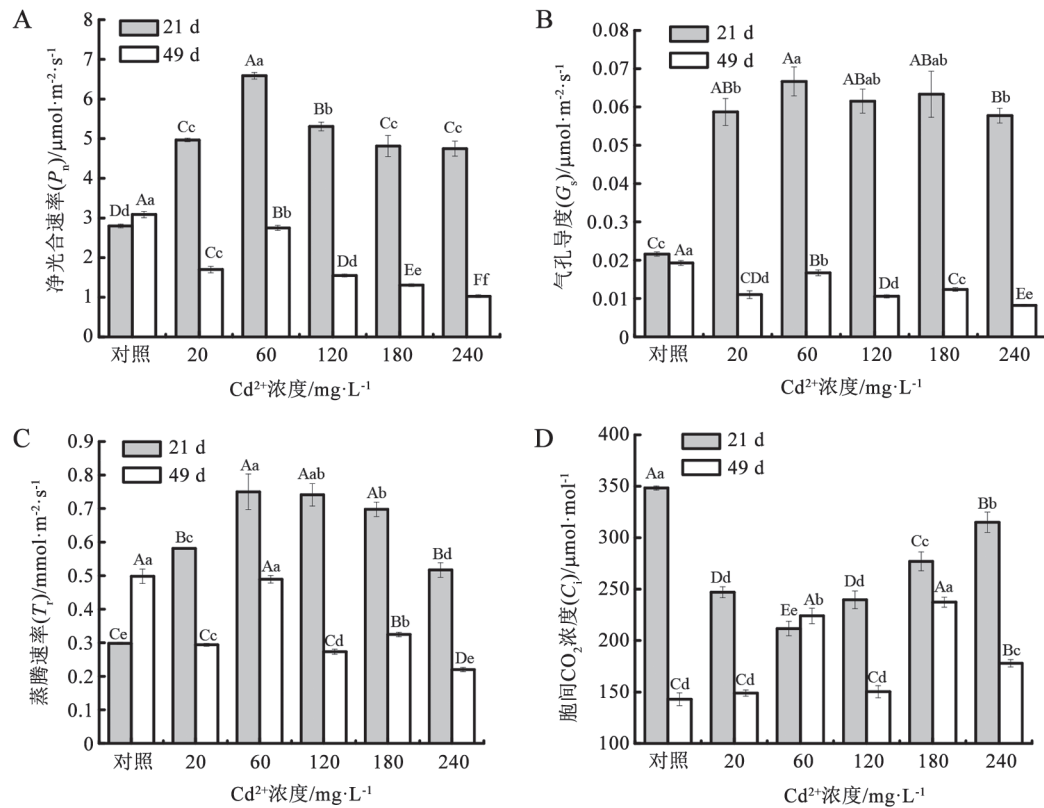 A
净光合速率(Pn)/μmol·m-2·s-1
8
7
6
5
4
3
2
1
0
21 d
49 d
Dd Aa Cc Cc Aa Bb Bb Dd Cc Ee Cc Ff
对照 20 60 120 180 240
Cd2+浓度/mg·L-1
B
气孔导度(Gs)/μmol·m-2·s-1
0.08
0.07
0.06
0.05
0.04
0.03
0.02
0.01
0
21 d
49 d
Cc Aa ABb CDd Aa Bb ABab Dd ABab Cc Bb Ee
对照 20 60 120 180 240
Cd2+浓度/mg·L-1
C
蒸腾速率(Tr)/mmol·m-2·s-1
0.9
0.8
0.7
0.6
0.5
0.4
0.3
0.2
0.1
0
21 d
49 d
Ce Aa Bc Cc Aa Aa Aab Cd Ab Bb Bd De
对照 20 60 120 180 240
Cd2+浓度/mg·L-1
D
胞间CO2浓度(Ci)/μmol·mol-1
400
350
300
250
200
150
100
21 d
49 d
Aa Cd Dd Cd Ee Ab Dd Cd Cc Aa Bb Bc
对照 20 60 120 180 240
Cd2+浓度/mg·L-1